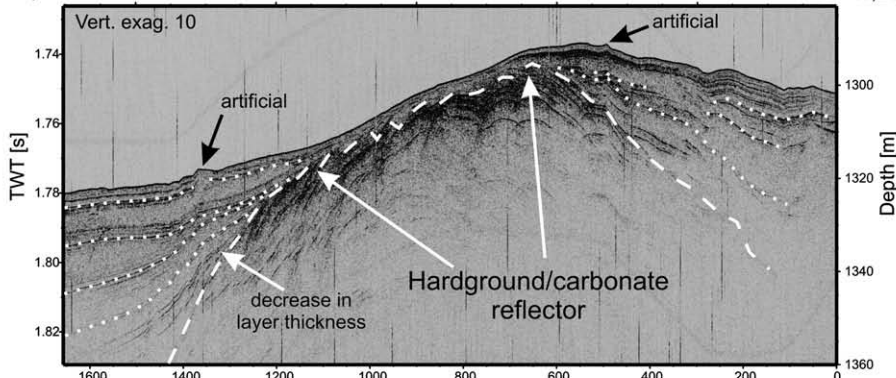 Vert. exag. 10
artificial
artificial
1.74
1.76
1.78
1.80
1.82
TWT [s]
1300
1320
1340
1360
Depth [m]
Hardground/carbonate
reflector
decrease in
layer thickness
1600
1400
1200
1000
800
600
400
200
0